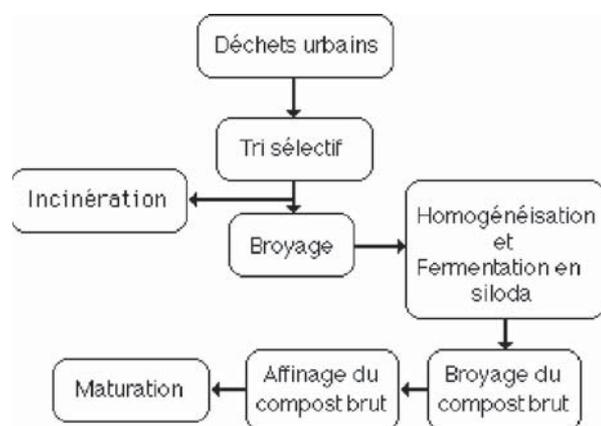 Déchets urbains
Tri sélectif
Incinération
Broyage
Homogénéisation
et
Fermentation en
siloda
Maturation
Affinage du
compost brut
Broyage du
compost brut